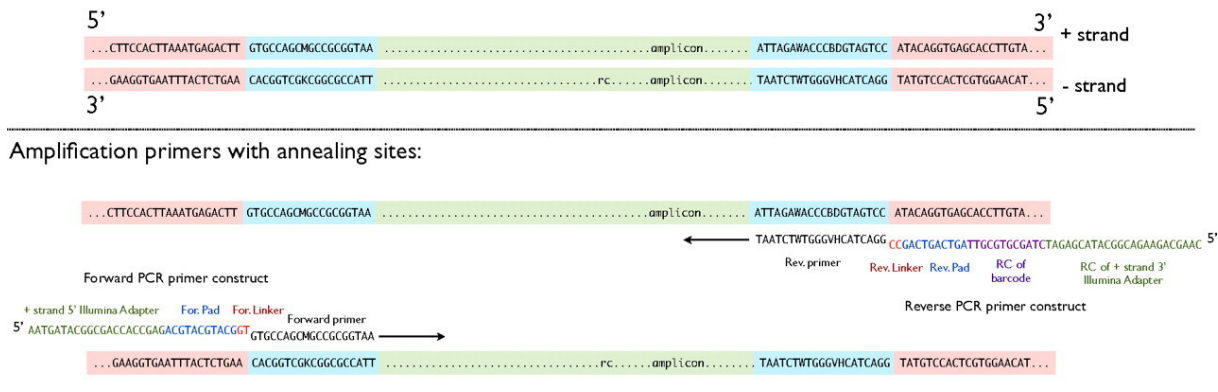 5’ 3’
...CTTCCACTTAAATGAGACTT GTGCCAGCMGCCGCGGTAA ..........................................amplicon....... ATTAGAWACCCBDGTAGTCC ATACAGGTGAGCACCTTGTA... + strand
...GAAGGTGAATTTACTCTGAA CACGGTCGKCGGCGCCATT ..................................rc.....amplicon....... TAATCTWTGGGVHCATCAGG TATGTCCACTCGTGGAACAT... - strand
3’ 5’
Amplification primers with annealing sites:
...CTTCCACTTAAATGAGACTT GTGCCAGCMGCCGCGGTAA ..........................................amplicon....... ATTAGAWACCCBDGTAGTCC ATACAGGTGAGCACCTTGTA...
TAATCTWTGGGVHCATCAGG CCGACTGACTGATTGCGTGCGATCTAGAGCATACGGCAGAAGACGAAC 5’
Rev. primer Rev. Linker Rev. Pad RC of barcode RC of + strand 3’ Illumina Adapter
Forward PCR primer construct
Reverse PCR primer construct
+ strand 5’ Illumina Adapter For. Pad For. Linker Forward primer
5’ AATGATACGGCGACCACCGAGACGTACGTACGGT GTGCCAGCMGCCGCGGTAA
...GAAGGTGAATTTACTCTGAA CACGGTCGKCGGCGCCATT ..................................rc.....amplicon....... TAATCTWTGGGVHCATCAGG TATGTCCACTCGTGGAACAT...